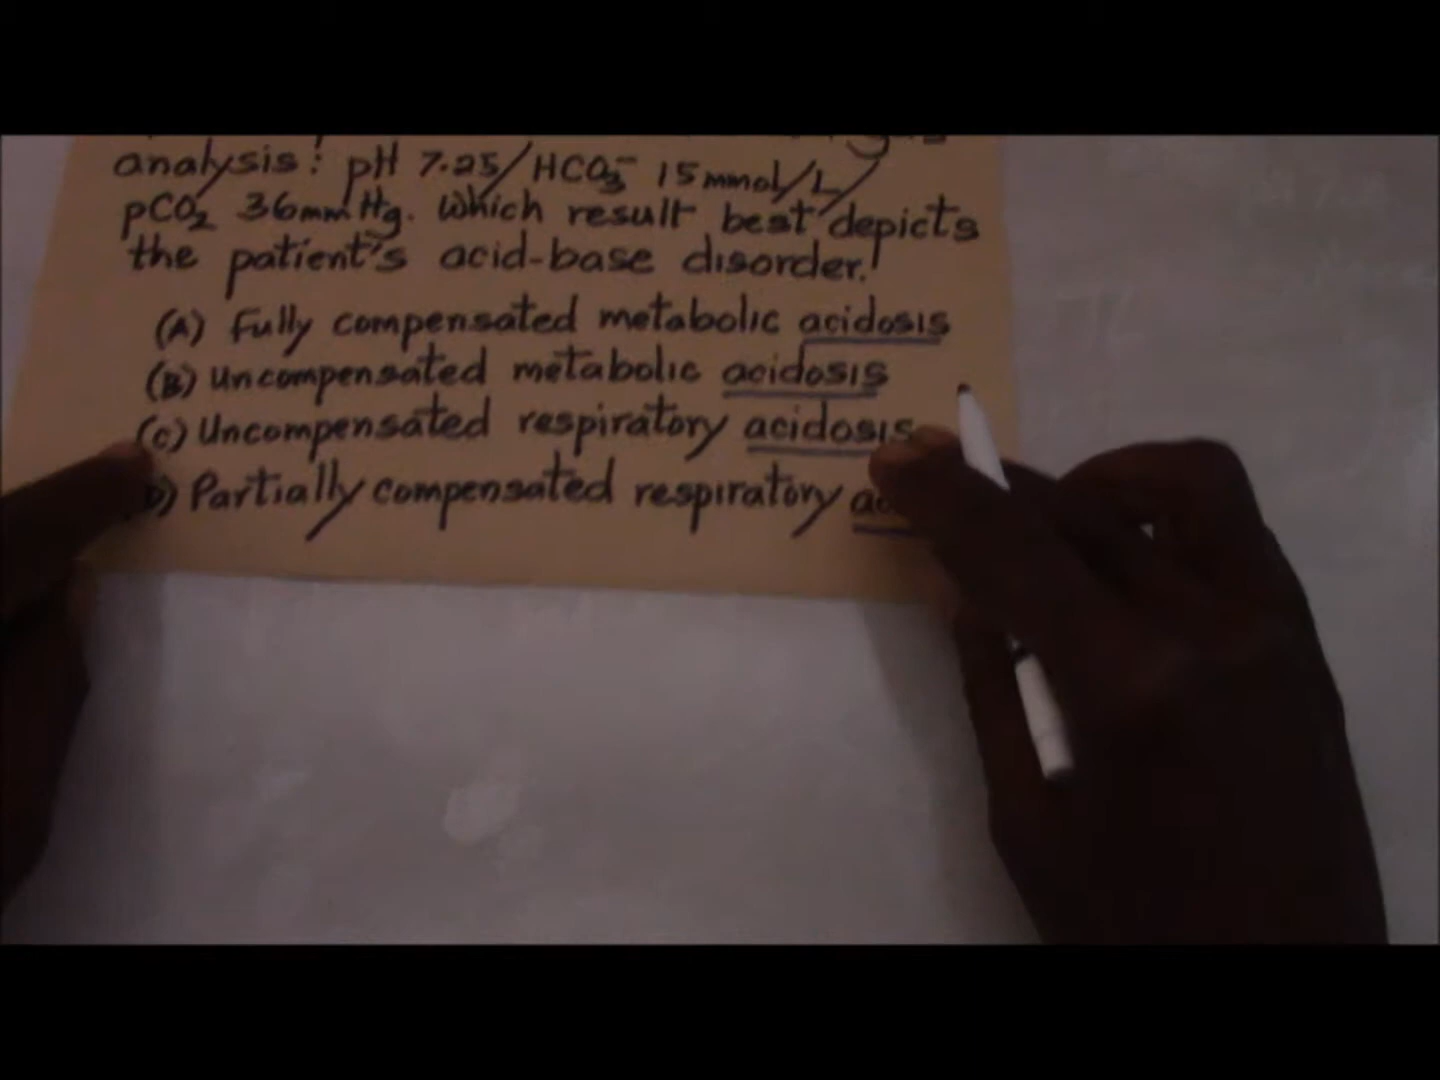 analysis: pH 7.25/HCO3⁻ 15mmol/L/
pCO2 36mmHg. Which result best depicts
the patient's acid-base disorder!
(A) Fully compensated metabolic acidosis
(B) Uncompensated metabolic acidosis
(C) Uncompensated respiratory acidosis
D) Partially compensated respiratory